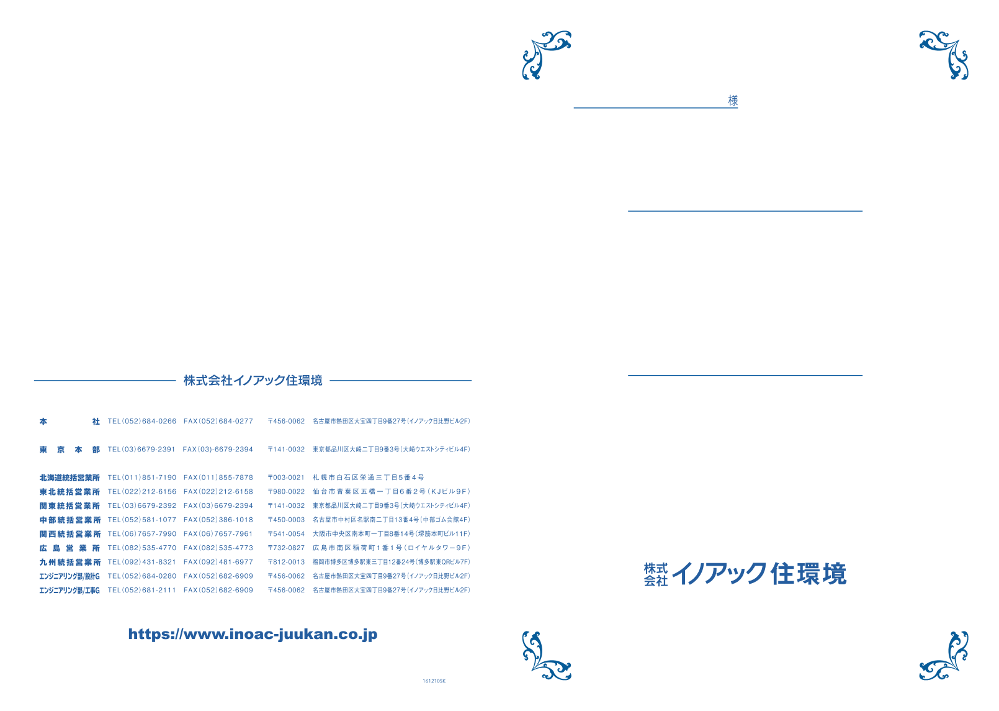 株式会社イノアック住環境
本社 TEL(052)684-0266 FAX(052)684-0277 〒456-0062 名古屋市熱田区大宝四丁目9番27号(イノアック日比野ビル2F)
東京本部 TEL(03)6679-2391 FAX(03)-6679-2394 〒141-0032 東京都品川区大崎二丁目9番3号(大崎ウエストシティビル4F)
北海道統括営業所 TEL(011)851-7190 FAX(011)855-7878 〒003-0021 札幌市白石区栄通三丁目5番4号
東北統括営業所 TEL(022)212-6156 FAX(022)212-6158 〒980-0022 仙台市青葉区五橋一丁目6番2号(KJビル9F)
関東統括営業所 TEL(03)6679-2392 FAX(03)6679-2394 〒141-0032 東京都品川区大崎二丁目9番3号(大崎ウエストシティビル4F)
中部統括営業所 TEL(052)581-1077 FAX(052)386-1018 〒450-0003 名古屋市中村区名駅南二丁目13番4号(中部ゴム会館4F)
関西統括営業所 TEL(06)7657-7990 FAX(06)7657-7961 〒541-0054 大阪市中央区南本町一丁目8番14号(堺筋本町ビル11F)
広島営業所 TEL(082)535-4770 FAX(082)535-4773 〒732-0827 広島市南区稲荷町1番1号(ロイヤルタワー9F)
九州統括営業所 TEL(092)431-8321 FAX(092)481-6977 〒812-0013 福岡市博多区博多駅東三丁目12番24号(博多駅東QRビル7F)
エンジニアリング部/設計G TEL(052)684-0280 FAX(052)682-6909 〒456-0062 名古屋市熱田区大宝四丁目9番27号(イノアック日比野ビル2F)
エンジニアリング部/工事G TEL(052)681-2111 FAX(052)682-6909 〒456-0062 名古屋市熱田区大宝四丁目9番27号(イノアック日比野ビル2F)
https://www.inoac-juukan.co.jp
161210SK
様
株式会社イノアック住環境